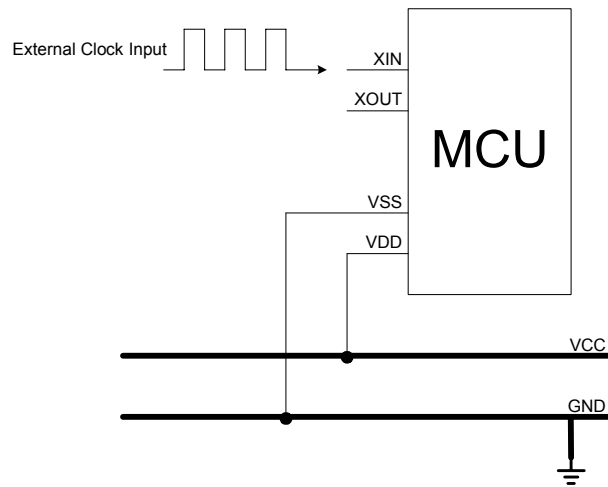 External Clock Input
XIN
XOUT
MCU
VSS
VDD
VCC
GND